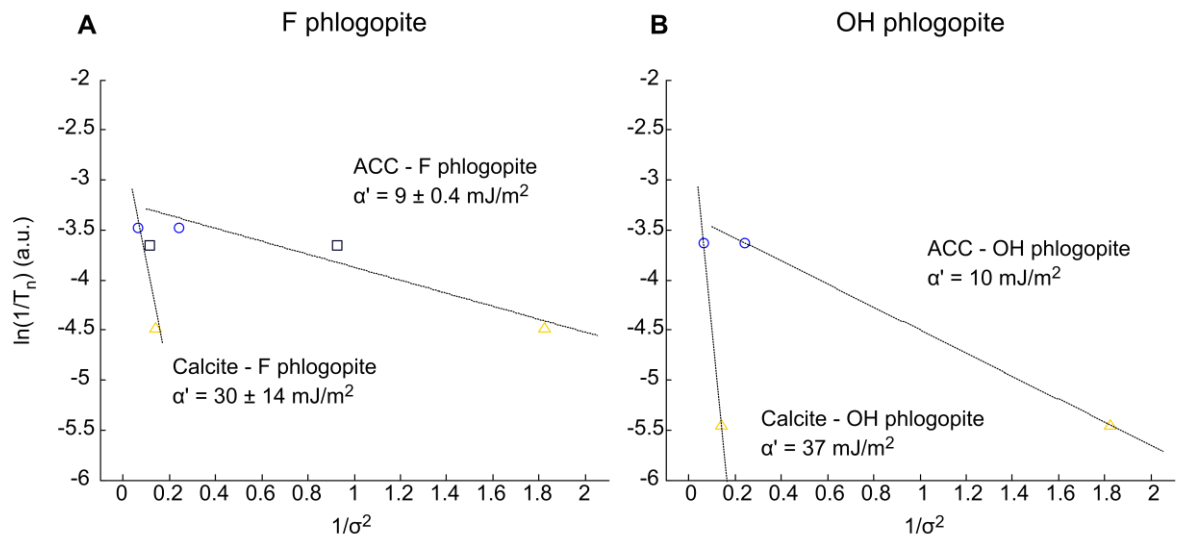 A F phlogopite
-2
-2.5
-3
-3.5
-4
-4.5
-5
-5.5
-6
ln(1/Tₙ) (a.u.)
ACC - F phlogopite
α' = 9 ± 0.4 mJ/m²
Calcite - F phlogopite
α' = 30 ± 14 mJ/m²
0 0.2 0.4 0.6 0.8 1 1.2 1.4 1.6 1.8 2
1/σ²
B OH phlogopite
-2
-2.5
-3
-3.5
-4
-4.5
-5
-5.5
-6
ACC - OH phlogopite
α' = 10 mJ/m²
Calcite - OH phlogopite
α' = 37 mJ/m²
0 0.2 0.4 0.6 0.8 1 1.2 1.4 1.6 1.8 2
1/σ²